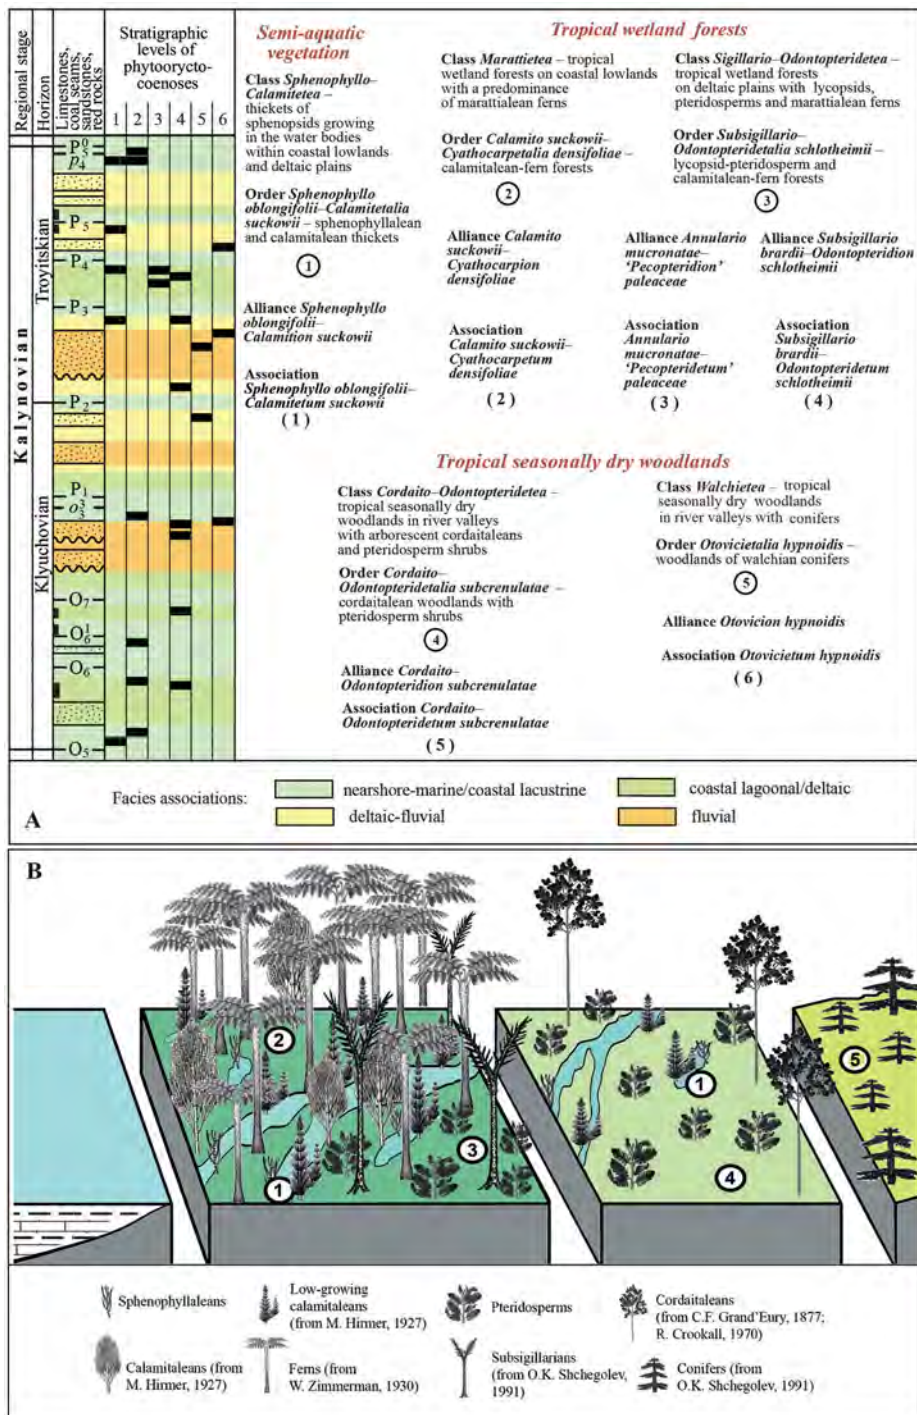 A
Regional stage
Horizon
Limestones,
coal seams,
sandstones,
red rocks
Stratigraphic
levels of
phytoorycto-
coenoses
1 2 3 4 5 6
Kalynovian
Troyitskian
Klyuchovian
P₅⁰
p₄
P₅
P₄
P₃
P₂
P₁
o₃³
O₇
O₆¹
O₆
O₅
Semi-aquatic
vegetation
Class Sphenophyllo–
Calamitetea –
thickets of
sphenopsids growing
in the water bodies
within coastal lowlands
and deltaic plains
Order Sphenophyllo
oblongifolii–Calamitetalia
suckowii – sphenophyllalean
and calamitalean thickets
1
Alliance Sphenophyllo
oblongifolii–
Calamition suckowii
Association
Sphenophyllo oblongifolii–
Calamitetum suckowii
( 1 )
Tropical wetland forests
Class Marattietea – tropical
wetland forests on coastal lowlands
with a predominance
of marattialean ferns
Order Calamito suckowii–
Cyathocarpetalia densifoliae –
calamitalean-fern forests
2
Alliance Calamito
suckowii–
Cyathocarpion
densifoliae
Association
Calamito suckowii–
Cyathocarpetum
densifoliae
( 2 )
Alliance Annulario
mucronatae–
‘Pecopteridion’
paleaceae
Association
Annulario
mucronatae–
‘Pecopteridetum’
paleaceae
( 3 )
Class Sigillario–Odontopteridetea –
tropical wetland forests
on deltaic plains with lycopsids,
pteridosperms and marattialean ferns
Order Subsigillario–
Odontopteridetalia schlotheimii –
lycopsid-pteridosperm and
calamitalean-fern forests
3
Alliance Subsigillario
brardii–Odontopteridion
schlotheimii
Association
Subsigillario
brardii–
Odontopteridetum
schlotheimii
( 4 )
Tropical seasonally dry woodlands
Class Cordaito–Odontopteridetea –
tropical seasonally dry
woodlands in river valleys
with arborescent cordaitaleans
and pteridosperm shrubs
Order Cordaito–
Odontopteridetalia subcrenulatae –
cordaitalean woodlands with
pteridosperm shrubs
4
Alliance Cordaito–
Odontopteridion subcrenulatae
Association Cordaito–
Odontopteridetum subcrenulatae
( 5 )
Class Walchietea – tropical
seasonally dry woodlands
in river valleys with conifers
Order Otovicietalia hypnoidis –
woodlands of walchian conifers
5
Alliance Otovicion hypnoidis
Association Otovicietum hypnoidis
( 6 )
Facies associations:
nearshore-marine/coastal lacustrine
coastal lagoonal/deltaic
deltaic-fluvial
fluvial
A
B
2
1
3
1
4
5
Sphenophyllaleans
Low-growing
calamitaleans
(from M. Hirmer, 1927)
Pteridosperms
Cordaitaleans
(from C.F. Grand’Eury, 1877;
R. Crookall, 1970)
Calamitaleans (from
M. Hirmer, 1927)
Ferns (from
W. Zimmerman, 1930)
Subsigillarians
(from O.K. Shchegolev,
1991)
Conifers (from
O.K. Shchegolev, 1991)